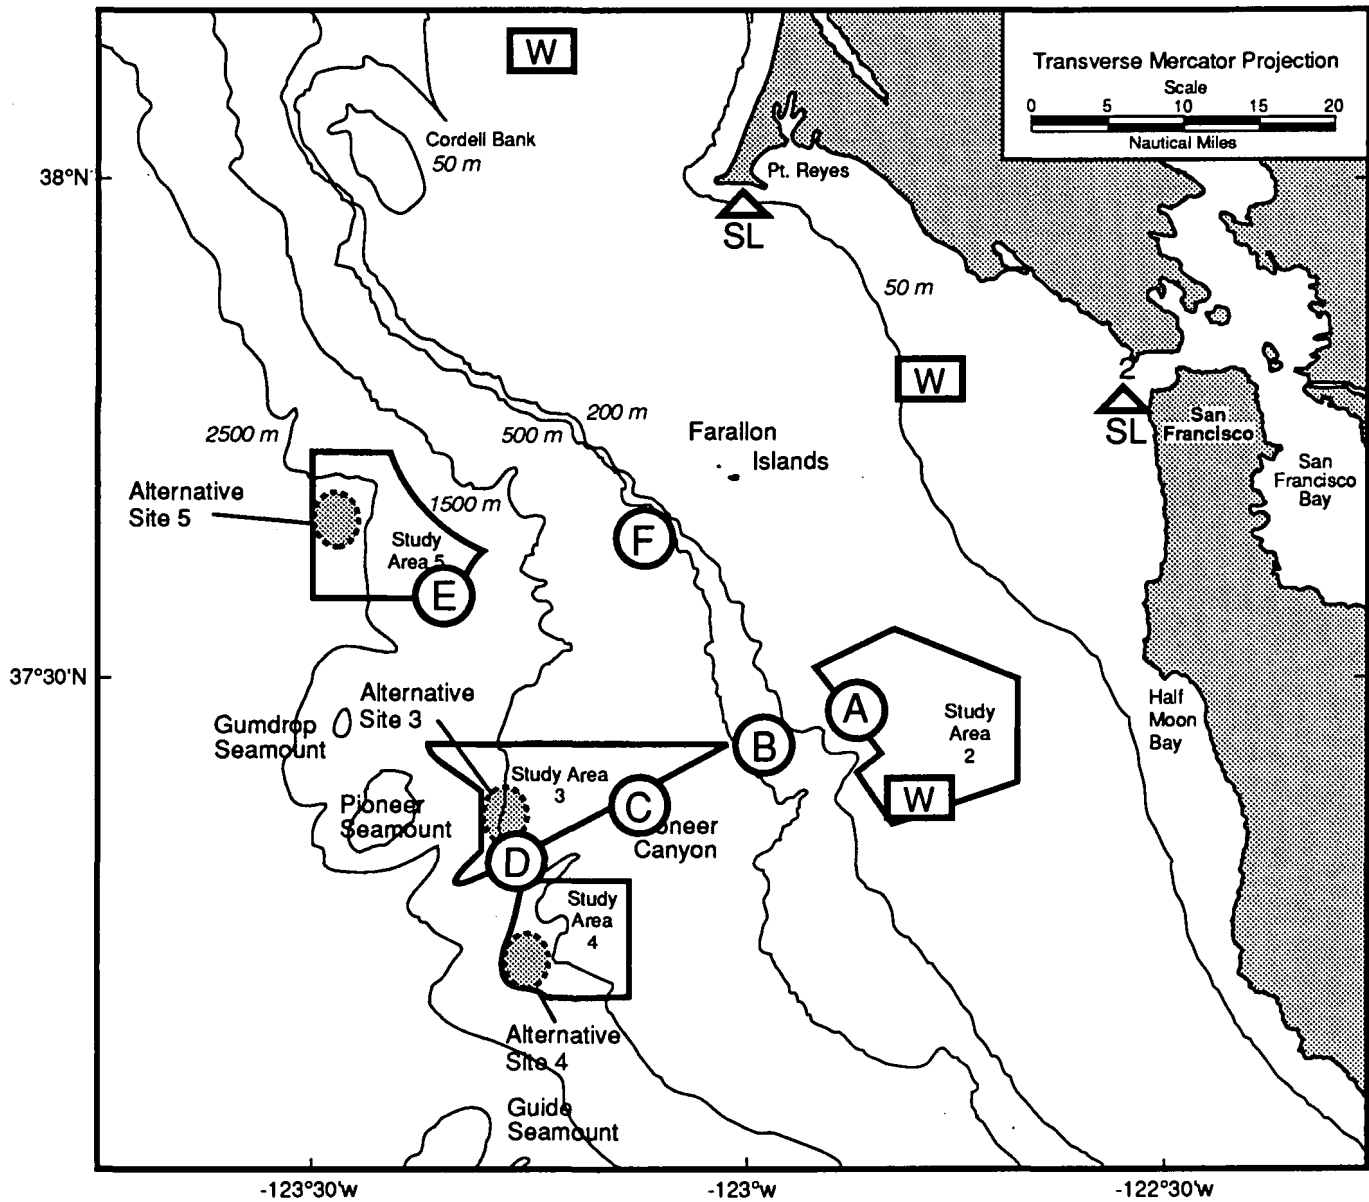 W
Transverse Mercator Projection
Scale
0 5 10 15 20
Nautical Miles
Cordell Bank
50 m
38°N
Pt. Reyes
SL
50 m
W
2
SL
San
Francisco
San
Francisco
Bay
200 m
500 m
2500 m
Farallon
Islands
Alternative
Site 5
1500 m
Study
Area 5
F
E
37°30'N
Alternative
Site 3
Gumdrop
Seamount
A
B
Study
Area
2
Half
Moon
Bay
Study Area
3
W
Pioneer
Seamount
C
oneer
Canyon
D
Study
Area
4
Alternative
Site 4
Guide
Seamount
-123°30'W
-123°W
-122°30'W